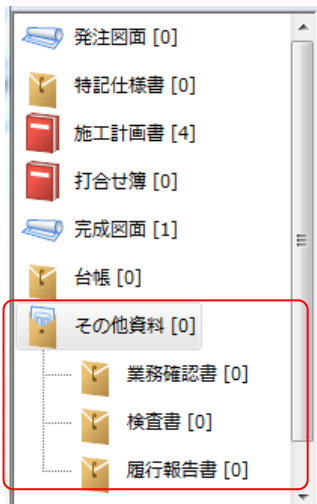 発注図面 [0]
特記仕様書 [0]
施工計画書 [4]
打合せ簿 [0]
完成図面 [1]
台帳 [0]
その他資料 [0]
業務確認書 [0]
検査書 [0]
履行報告書 [0]